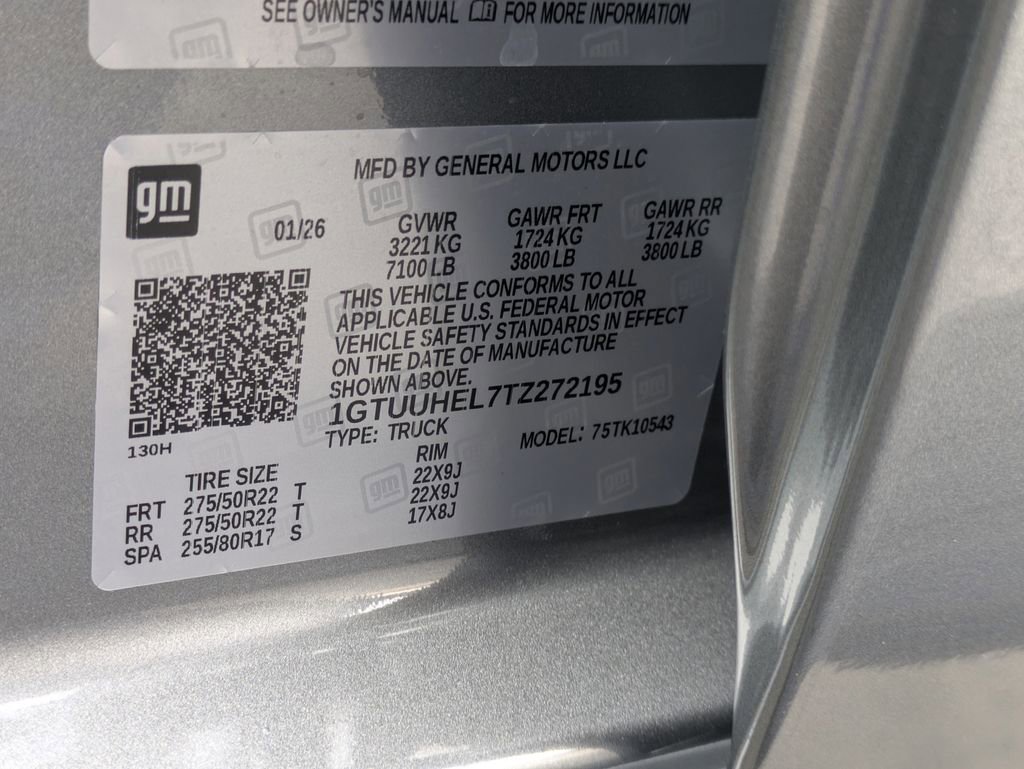 SEE OWNER'S MANUAL FOR MORE INFORMATION
gm
MFD BY GENERAL MOTORS LLC
01/26
GVWR GAWR FRT GAWR RR
3221 KG 1724 KG 1724 KG
7100 LB 3800 LB 3800 LB
THIS VEHICLE CONFORMS TO ALL
APPLICABLE U.S. FEDERAL MOTOR
VEHICLE SAFETY STANDARDS IN EFFECT
ON THE DATE OF MANUFACTURE
SHOWN ABOVE.
1GTUUHEL7TZ272195
TYPE: TRUCK MODEL: 75TK10543
130H
TIRE SIZE RIM
FRT 275/50R22 T 22X9J
RR 275/50R22 T 22X9J
SPA 255/80R17 S 17X8J